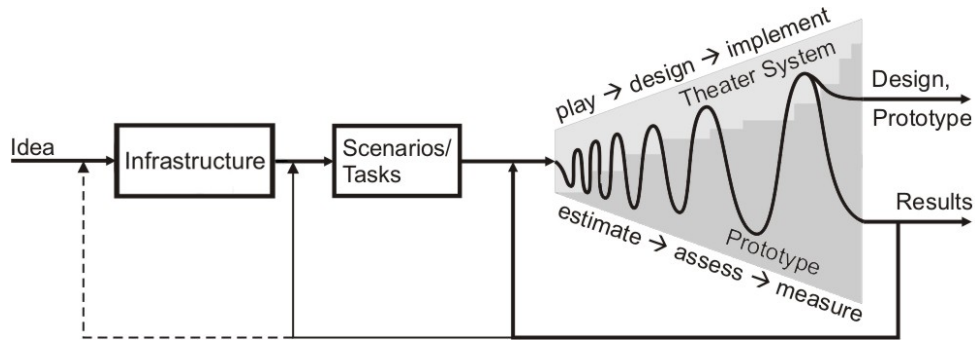 Idea
Infrastructure
Scenarios/
Tasks
play → design → implement
Theater System
Prototype
estimate → assess → measure
Design,
Prototype
Results